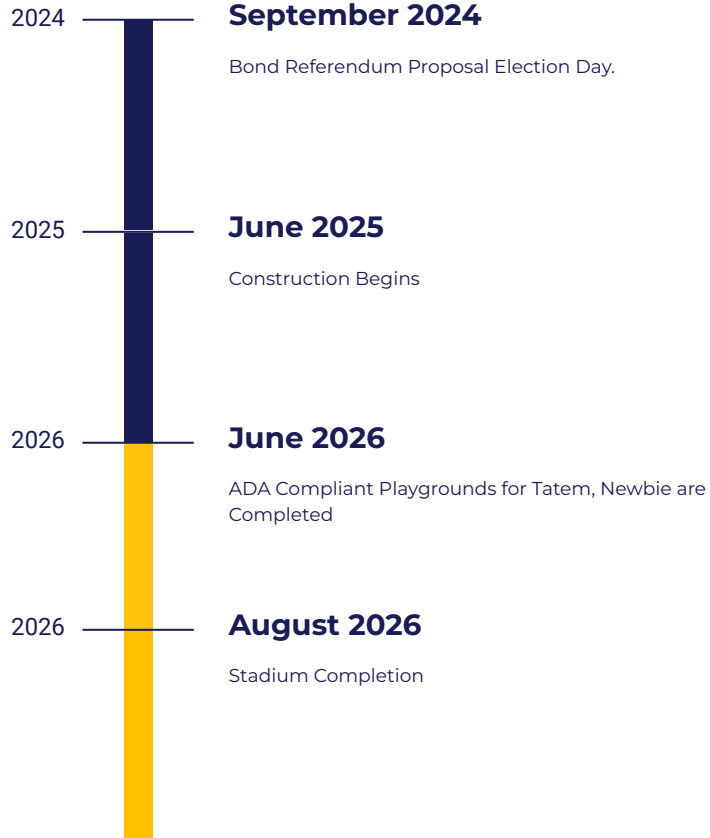 2024
September 2024
Bond Referendum Proposal Election Day.
2025
June 2025
Construction Begins
2026
June 2026
ADA Compliant Playgrounds for Tatem, Newbie are
Completed
2026
August 2026
Stadium Completion